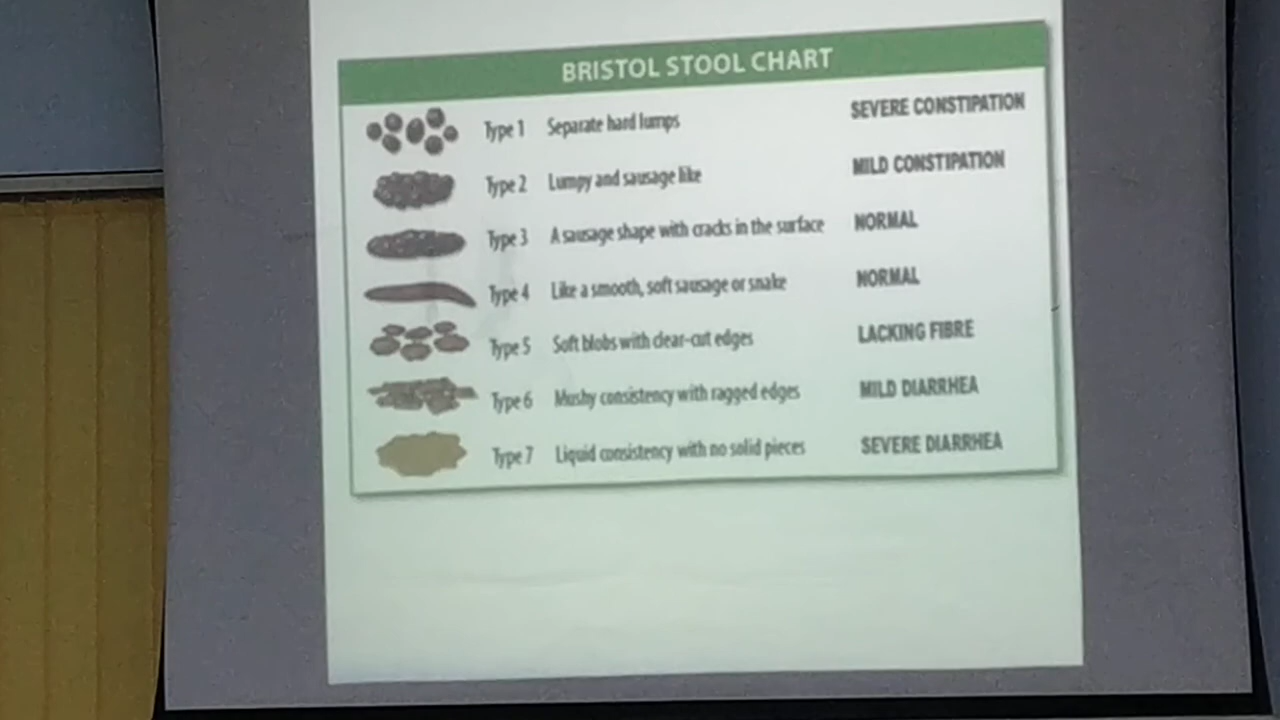 BRISTOL STOOL CHART
Type 1 Separate hard lumps SEVERE CONSTIPATION
Type 2 Lumpy and sausage like MILD CONSTIPATION
Type 3 A sausage shape with cracks in the surface NORMAL
Type 4 Like a smooth, soft sausage or snake NORMAL
Type 5 Soft blobs with clear-cut edges LACKING FIBRE
Type 6 Mushy consistency with ragged edges MILD DIARRHEA
Type 7 Liquid consistency with no solid pieces SEVERE DIARRHEA